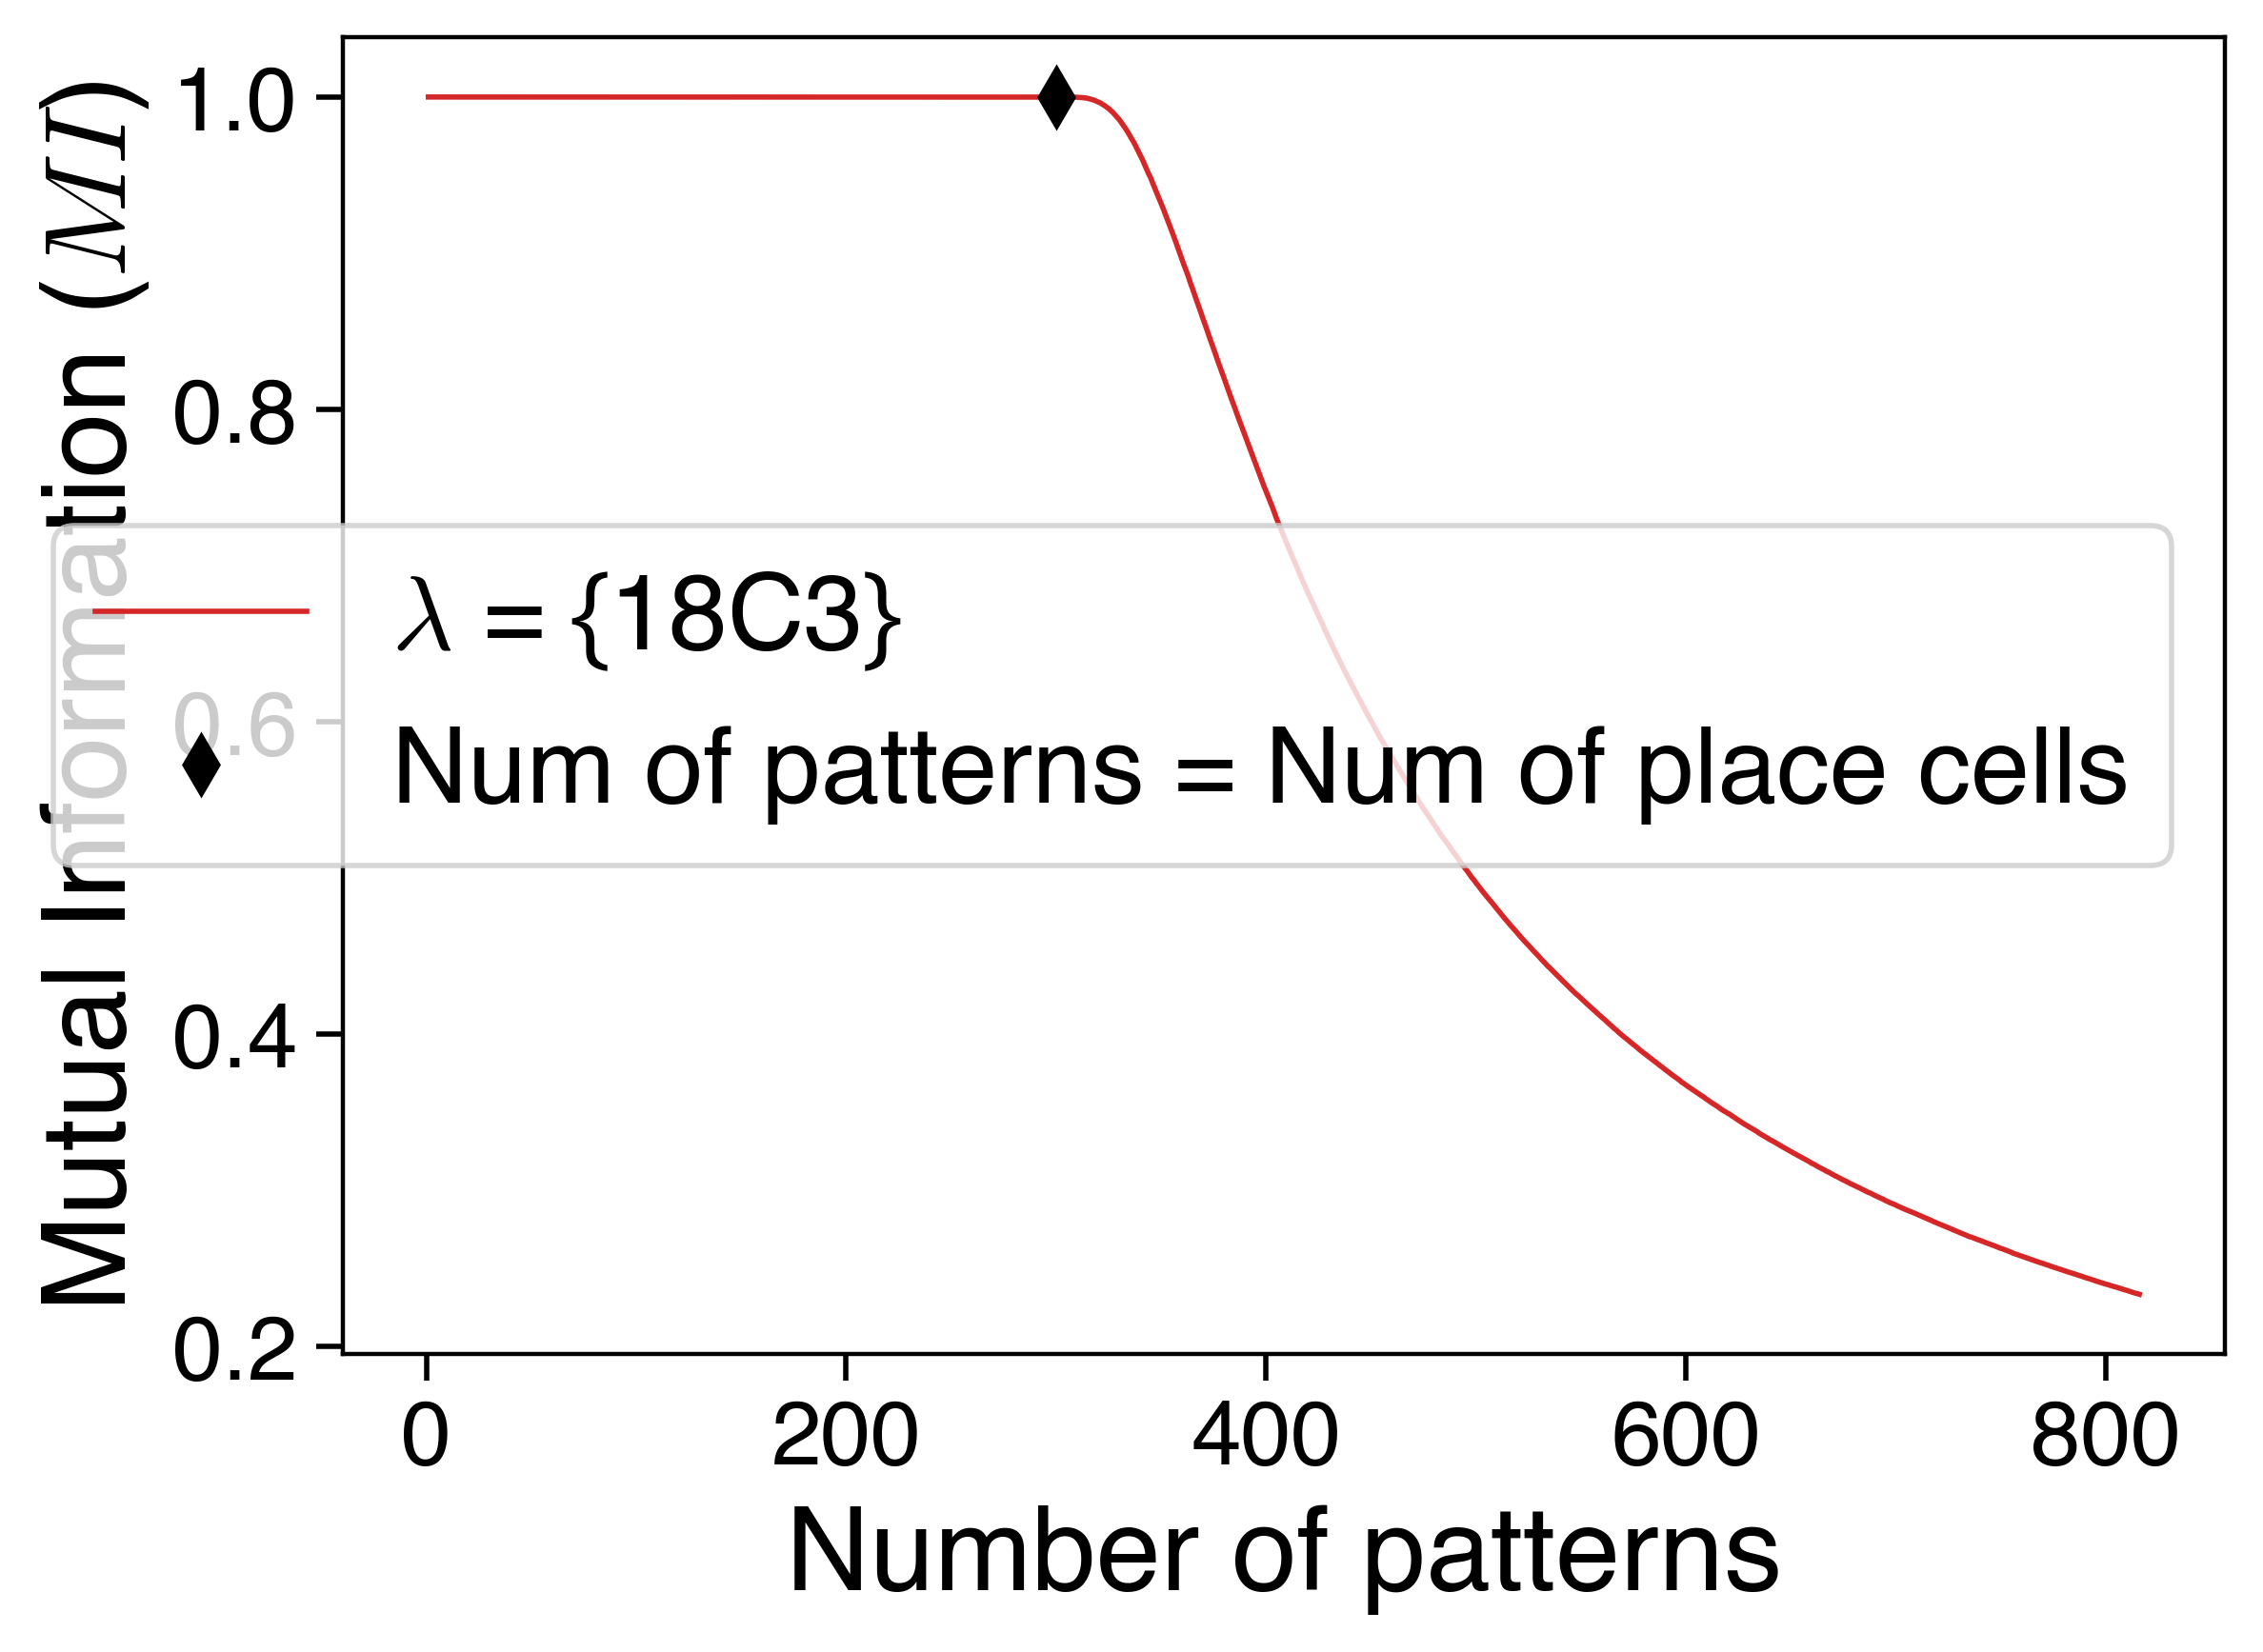 Mutual Information (MI)
1.0
0.8
0.6
0.4
0.2
λ = {18C3}
Num of patterns = Num of place cells
0 200 400 600 800
Number of patterns